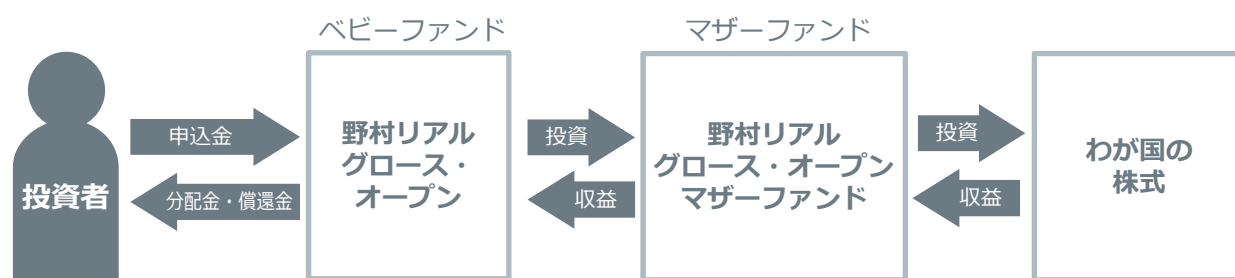 ベビーファンド
マザーファンド
投資者
申込金
分配金・償還金
野村リアル
グロース・
オープン
投資
収益
野村リアル
グロース・オープン
マザーファンド
投資
収益
わが国の
株式